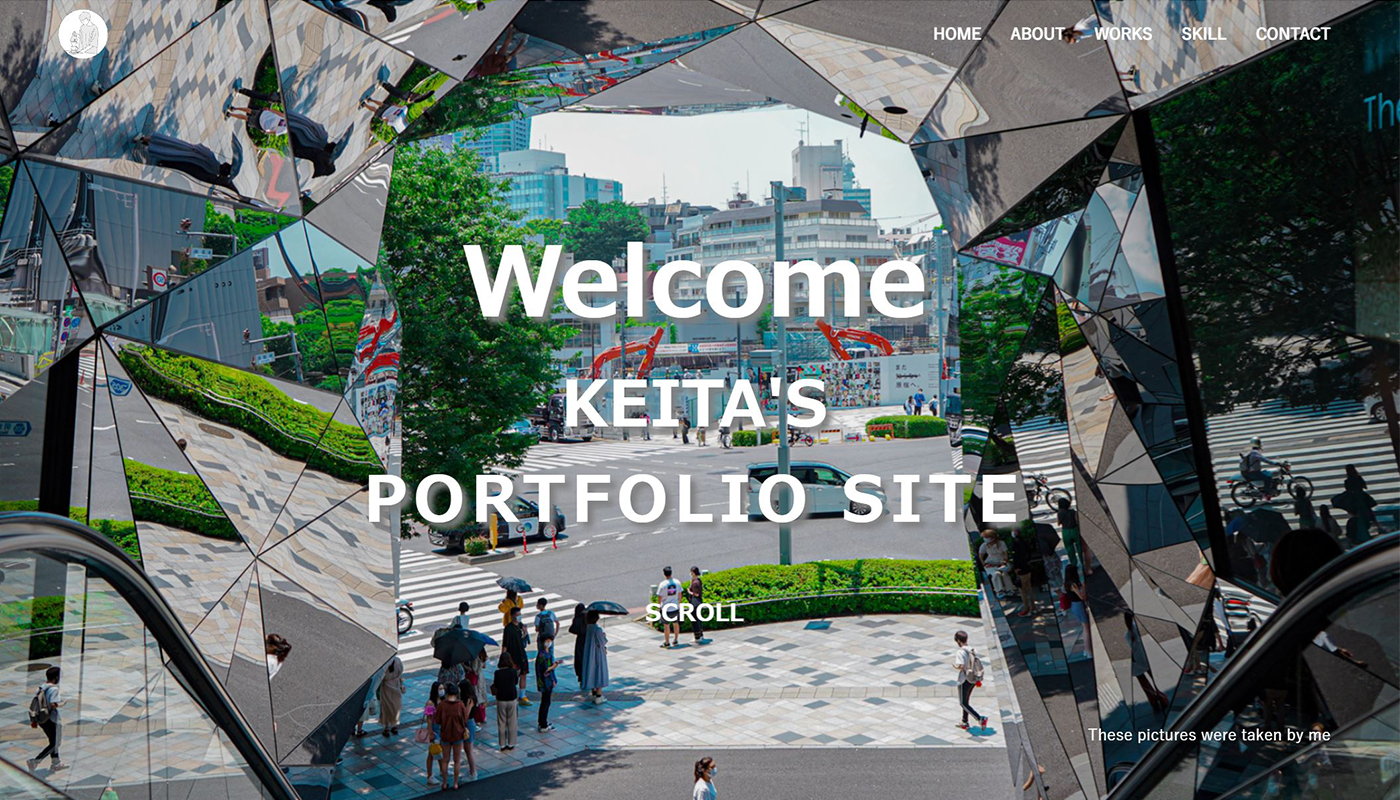 HOME ABOUT WORKS SKILL CONTACT
Welcome
KEITA'S
PORTFOLIO SITE
SCROLL
These pictures were taken by me